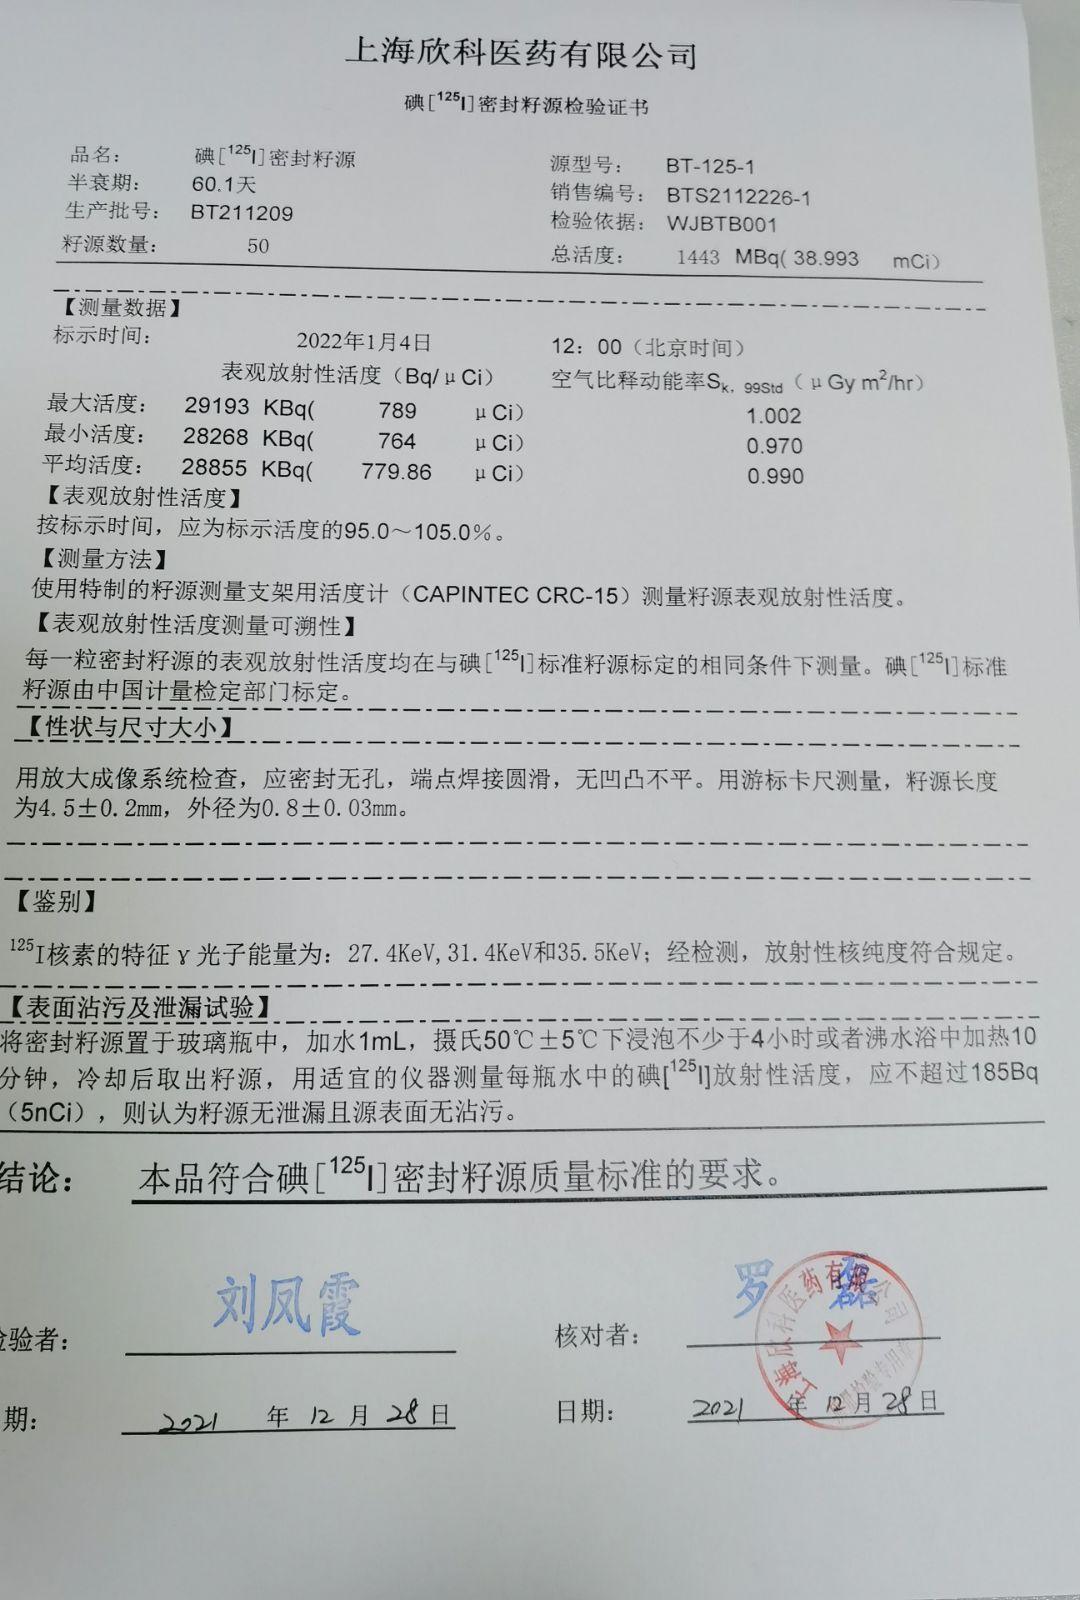 上海欣科医药有限公司
碘[¹²⁵I]密封籽源检验证书
品名： 碘[¹²⁵I]密封籽源 源型号： BT-125-1
半衰期： 60.1天 销售编号： BTS2112226-1
生产批号： BT211209 检验依据： WJBTB001
籽源数量： 50 总活度： 1443 MBq( 38.993 mCi）
【测量数据】
标示时间： 2022年1月4日 12：00（北京时间）
表观放射性活度（Bq/μCi） 空气比释动能率Sk，99Std（μGy m²/hr）
最大活度： 29193 KBq( 789 μCi） 1.002
最小活度： 28268 KBq( 764 μCi） 0.970
平均活度： 28855 KBq( 779.86 μCi） 0.990
【表观放射性活度】
按标示时间，应为标示活度的95.0～105.0%。
【测量方法】
使用特制的籽源测量支架用活度计（CAPINTEC CRC-15）测量籽源表观放射性活度。
【表观放射性活度测量可溯性】
每一粒密封籽源的表观放射性活度均在与碘[¹²⁵I]标准籽源标定的相同条件下测量。碘[¹²⁵I]标准
籽源由中国计量检定部门标定。
【性状与尺寸大小】
用放大成像系统检查，应密封无孔，端点焊接圆滑，无凹凸不平。用游标卡尺测量，籽源长度
为4.5±0.2mm，外径为0.8±0.03mm。
【鉴别】
¹²⁵I核素的特征γ光子能量为：27.4KeV,31.4KeV和35.5KeV；经检测，放射性核纯度符合规定。
【表面沾污及泄漏试验】
将密封籽源置于玻璃瓶中，加水1mL，摄氏50℃±5℃下浸泡不少于4小时或者沸水浴中加热10
分钟，冷却后取出籽源，用适宜的仪器测量每瓶水中的碘[¹²⁵I]放射性活度，应不超过185Bq
（5nCi），则认为籽源无泄漏且源表面无沾污。
结论： 本品符合碘[¹²⁵I]密封籽源质量标准的要求。
检验者： 刘凤霞 核对者： 罗磊
期： 2021 年 12 月 28 日 日期： 2021 年 12 月 28 日
上海欣科医药有限公司